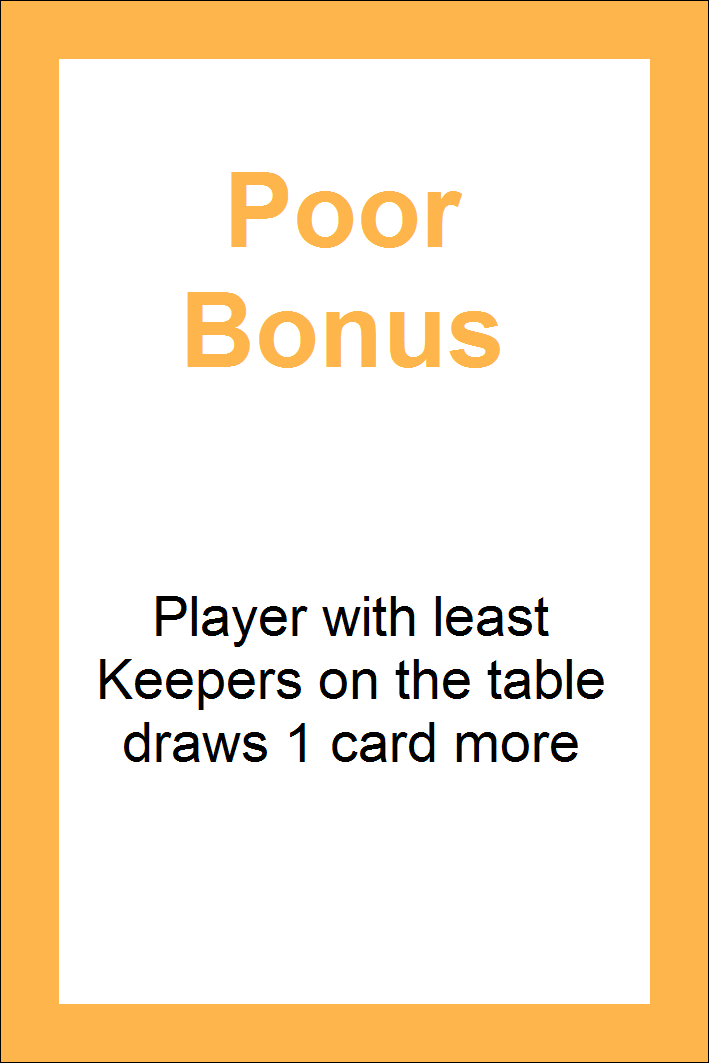 Poor
Bonus
Player with least
Keepers on the table
draws 1 card more